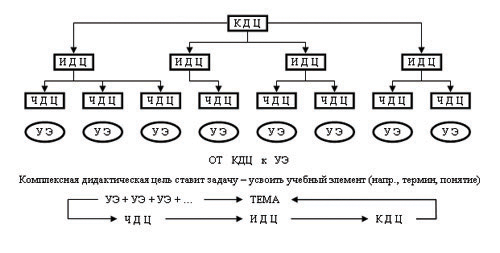 КДЦ
ИДЦ ИДЦ ИДЦ ИДЦ
ЧДЦ ЧДЦ ЧДЦ ЧДЦ ЧДЦ ЧДЦ ЧДЦ ЧДЦ
УЭ УЭ УЭ УЭ УЭ УЭ УЭ УЭ
ОТ КДЦ к УЭ
Комплексная дидактическая цель ставит задачу – усвоить учебный элемент (напр., термин, понятие)
УЭ + УЭ + УЭ + ... ТЕМА
ЧДЦ ИДЦ КДЦ